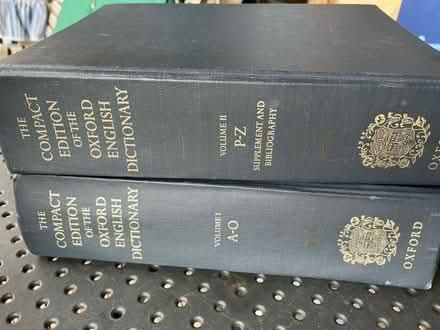 THE
COMPACT
EDITION
OF THE
OXFORD
ENGLISH
DICTIONARY
VOLUME II
P-Z
SUPPLEMENT AND
BIBLIOGRAPHY
OXF
THE
COMPACT
EDITION
OF THE
OXFORD
ENGLISH
DICTIONARY
VOLUME I
A-O
OXFORD